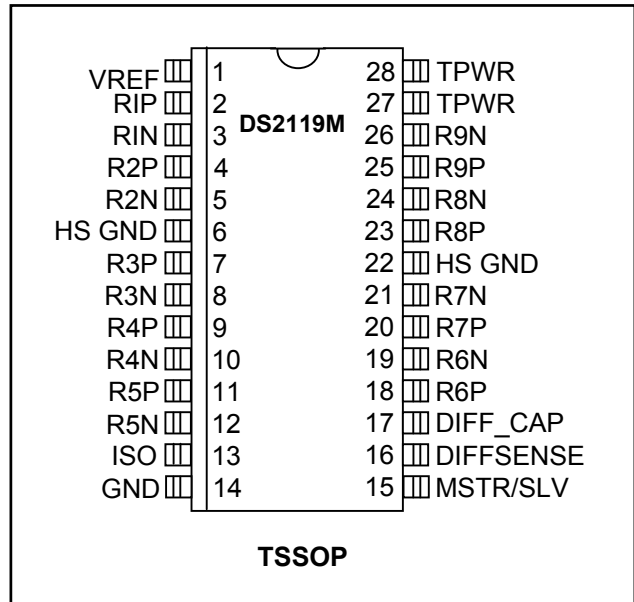 VREF 1 28 TPWR
RIP 2 27 TPWR
DS2119M
RIN 3 26 R9N
R2P 4 25 R9P
R2N 5 24 R8N
HS GND 6 23 R8P
R3P 7 22 HS GND
R3N 8 21 R7N
R4P 9 20 R7P
R4N 10 19 R6N
R5P 11 18 R6P
R5N 12 17 DIFF_CAP
ISO 13 16 DIFFSENSE
GND 14 15 MSTR/SLV
TSSOP